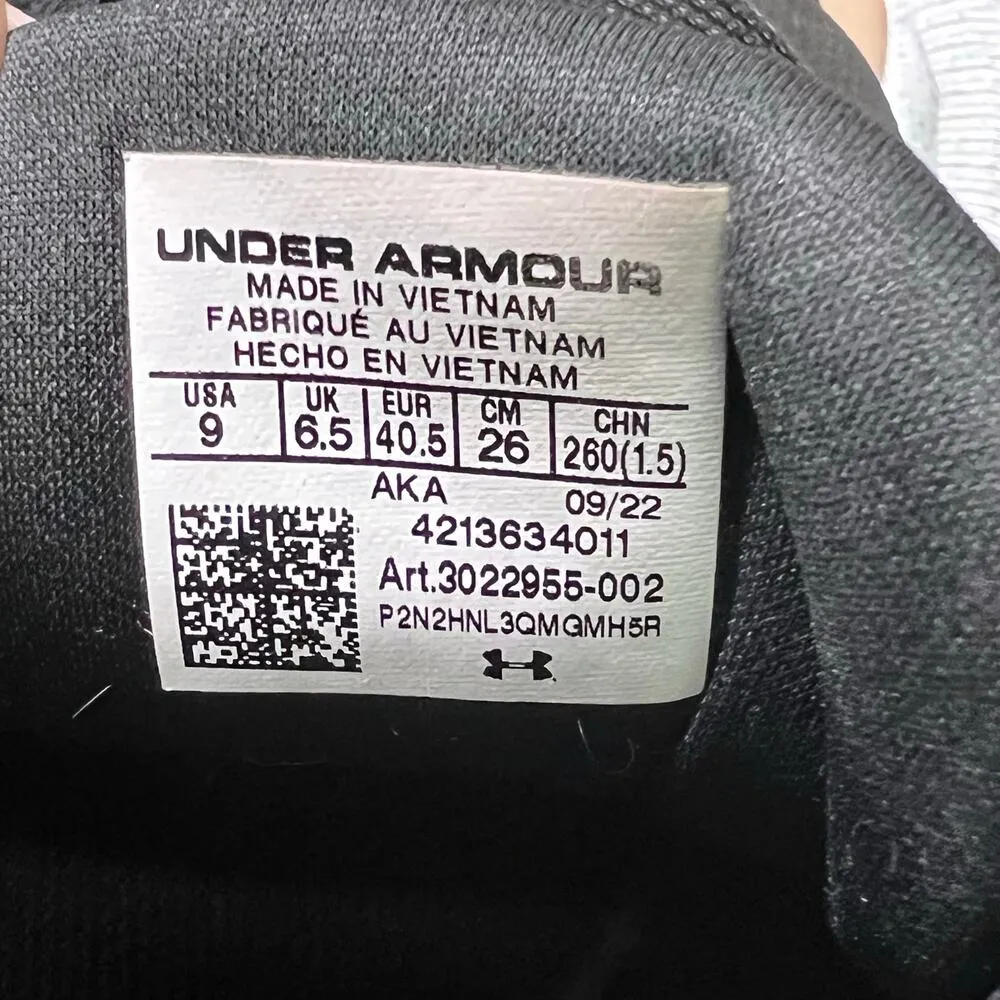 UNDER ARMOUR
MADE IN VIETNAM
FABRIQUÉ AU VIETNAM
HECHO EN VIETNAM
USA UK EUR CM CHN
9 6.5 40.5 26 260(1.5)
AKA 09/22
4213634011
Art.3022955-002
P2N2HNL3QMQMH5R